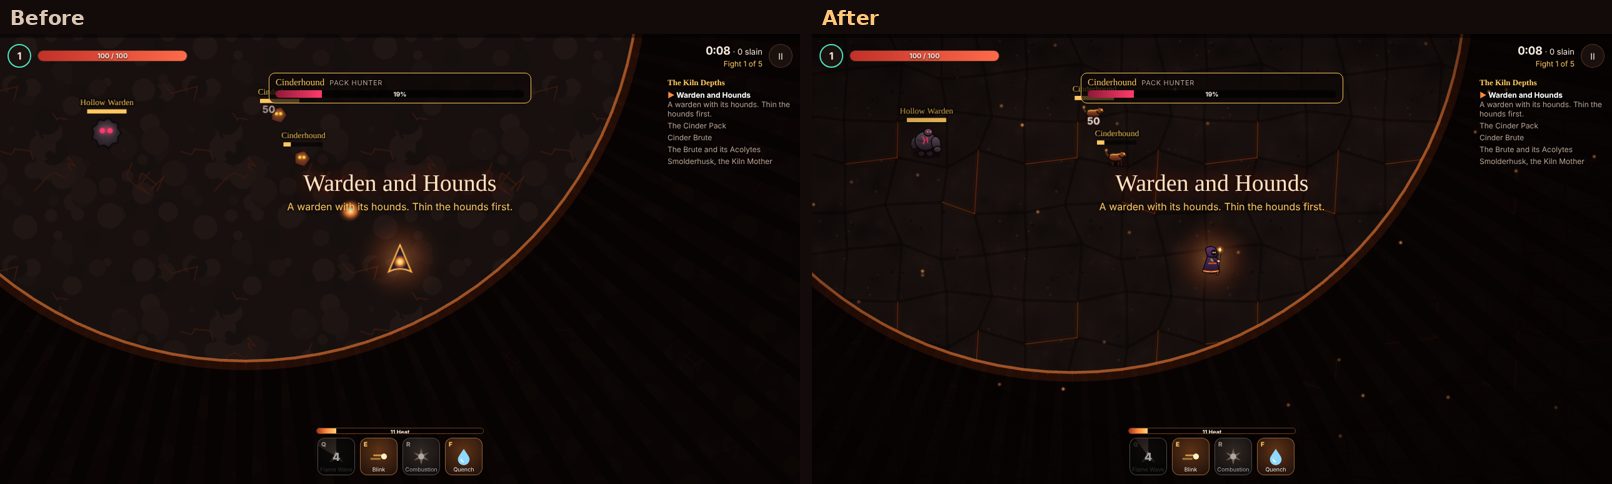 Before
1
100 / 100
0:08 · 0 slain
Fight 1 of 5
Cinderhound PACK HUNTER
19%
Hollow Warden
50
Cinderhound
The Kiln Depths
Warden and Hounds
A warden with its hounds. Thin the
hounds first.
The Cinder Pack
Cinder Brute
The Brute and its Acolytes
Smolderhusk, the Kiln Mother
Warden and Hounds
A warden with its hounds. Thin the hounds first.
11 Heat
Q
4
Flame Wave
E
Blink
R
Combustion
F
Quench
After
1
100 / 100
0:08 · 0 slain
Fight 1 of 5
Cinderhound PACK HUNTER
19%
Hollow Warden
50
Cinderhound
The Kiln Depths
Warden and Hounds
A warden with its hounds. Thin the
hounds first.
The Cinder Pack
Cinder Brute
The Brute and its Acolytes
Smolderhusk, the Kiln Mother
Warden and Hounds
A warden with its hounds. Thin the hounds first.
11 Heat
4
Flame Wave
E
Blink
R
Combustion
F
Quench